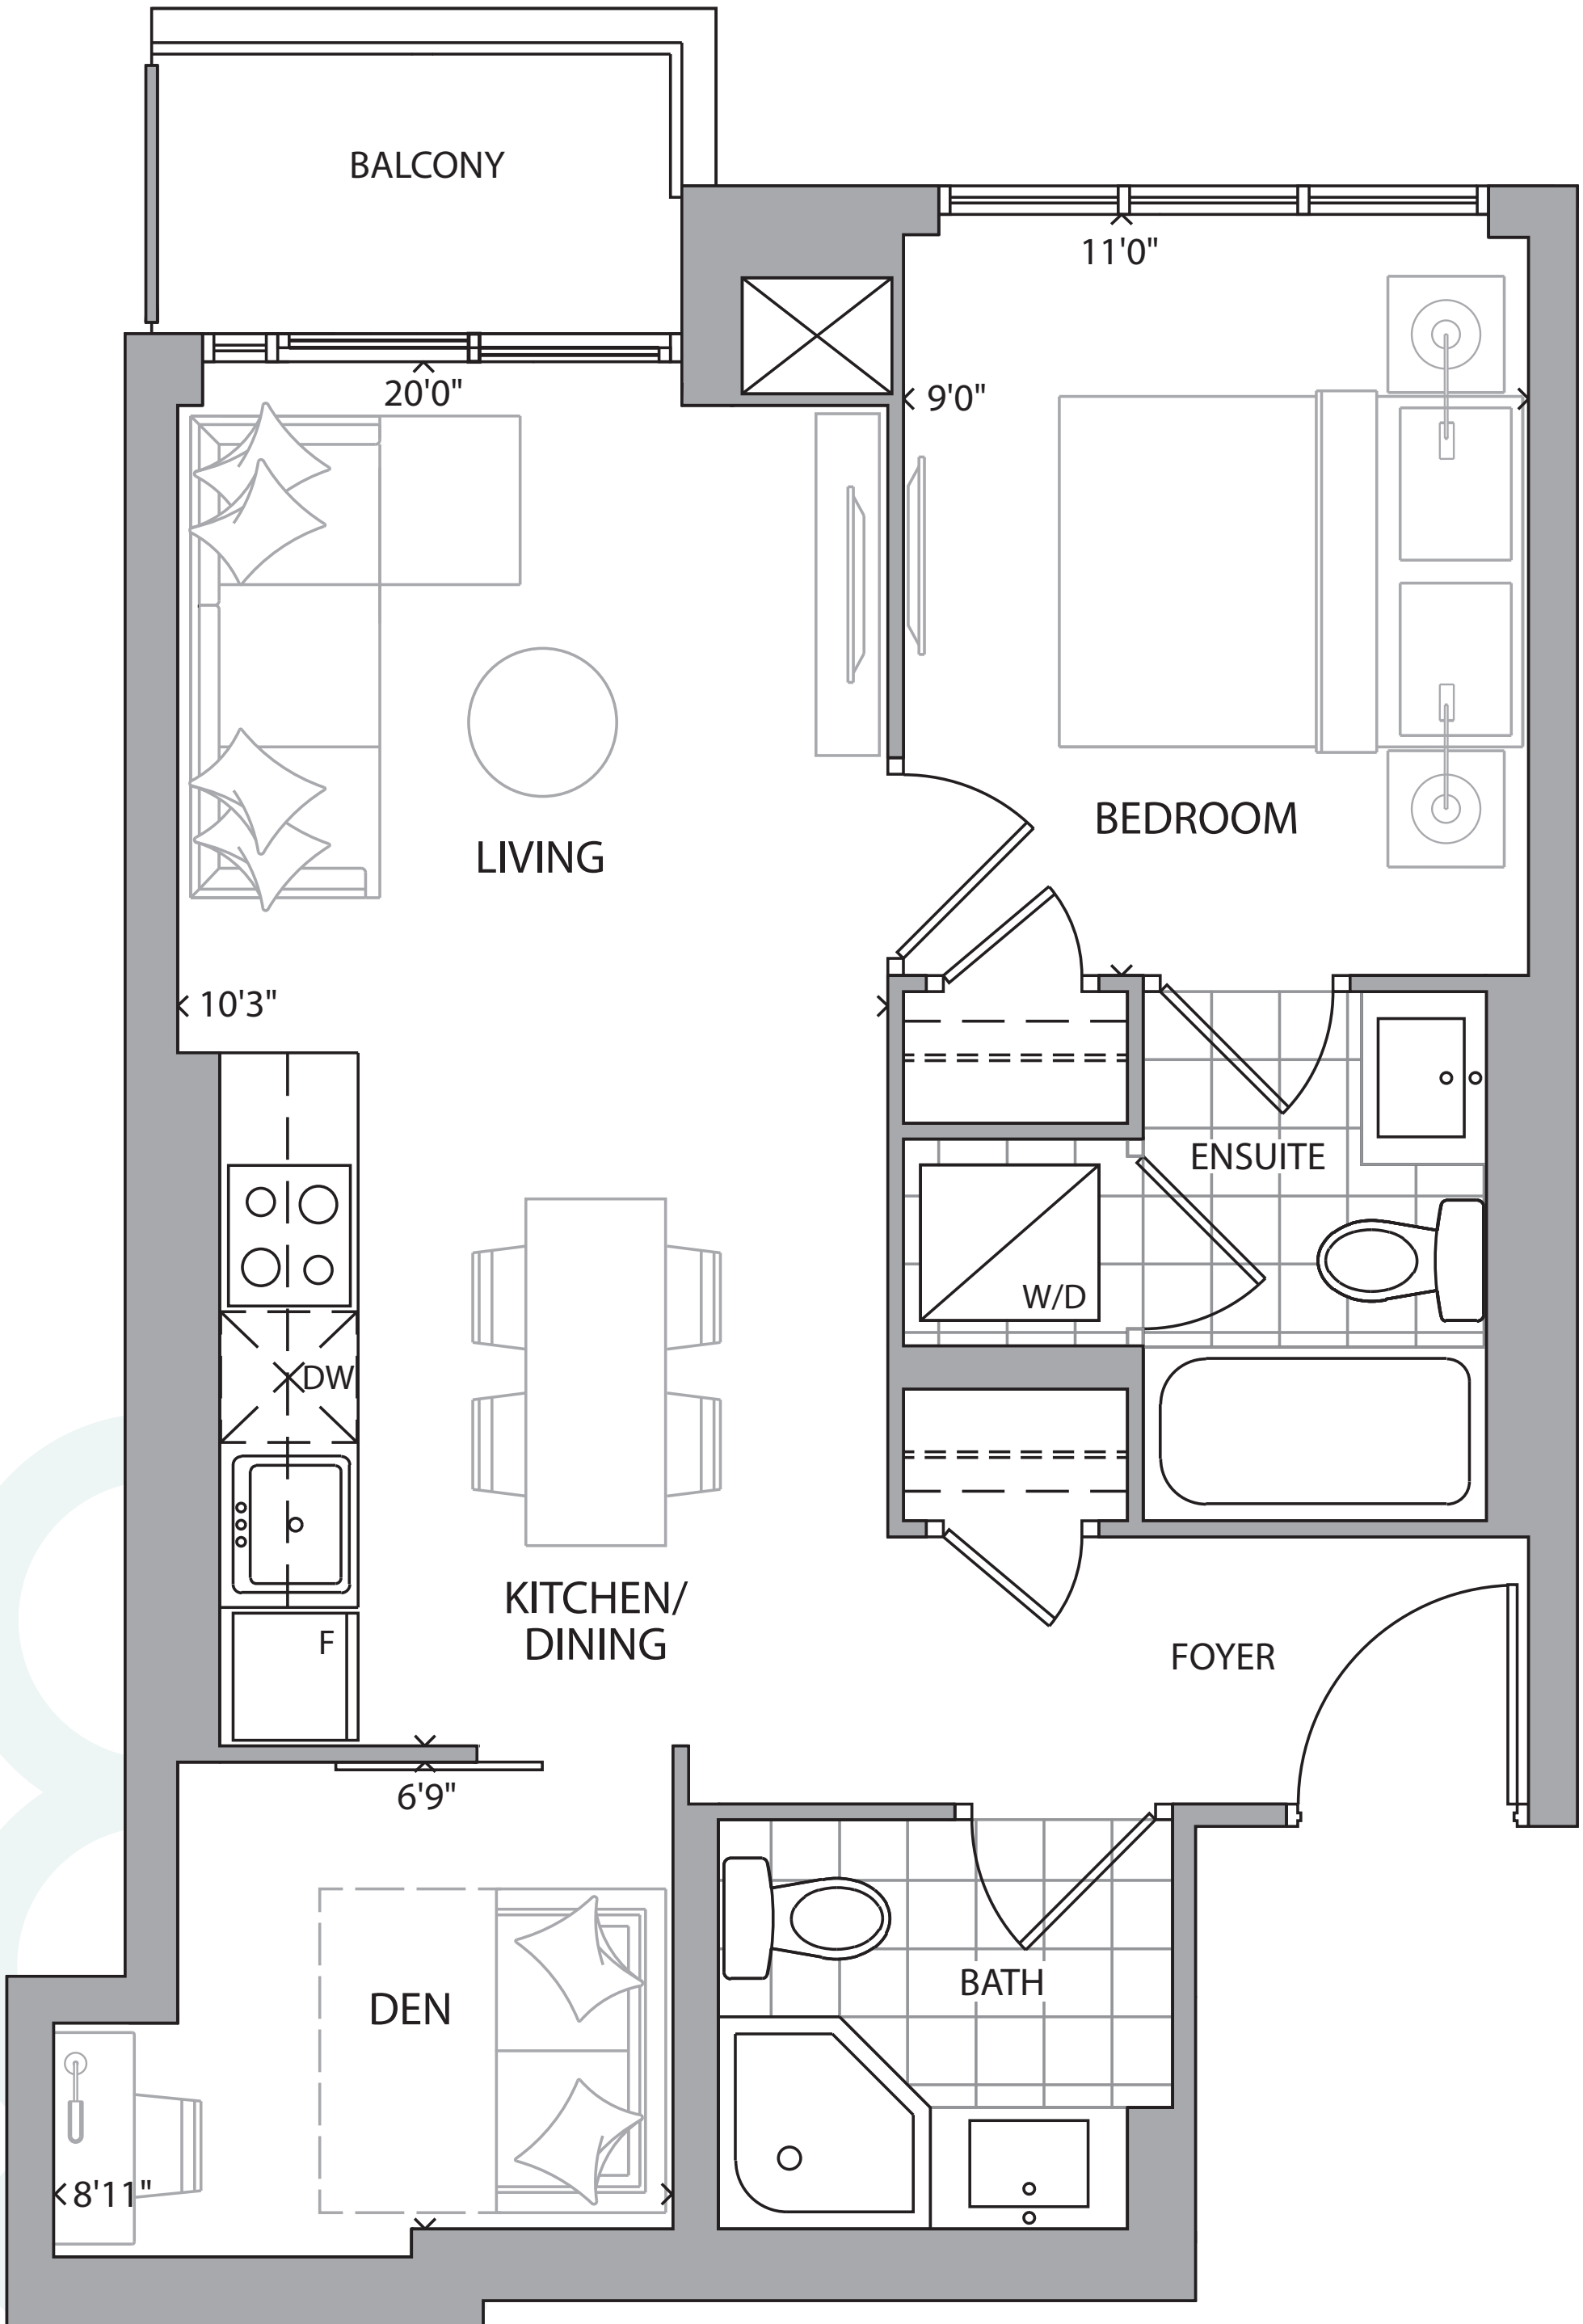 BALCONY
11'0"
20'0"
9'0"
BEDROOM
LIVING
10'3"
ENSUITE
W/D
DW
KITCHEN/
DINING
F
FOYER
6'9"
BATH
DEN
8'11"